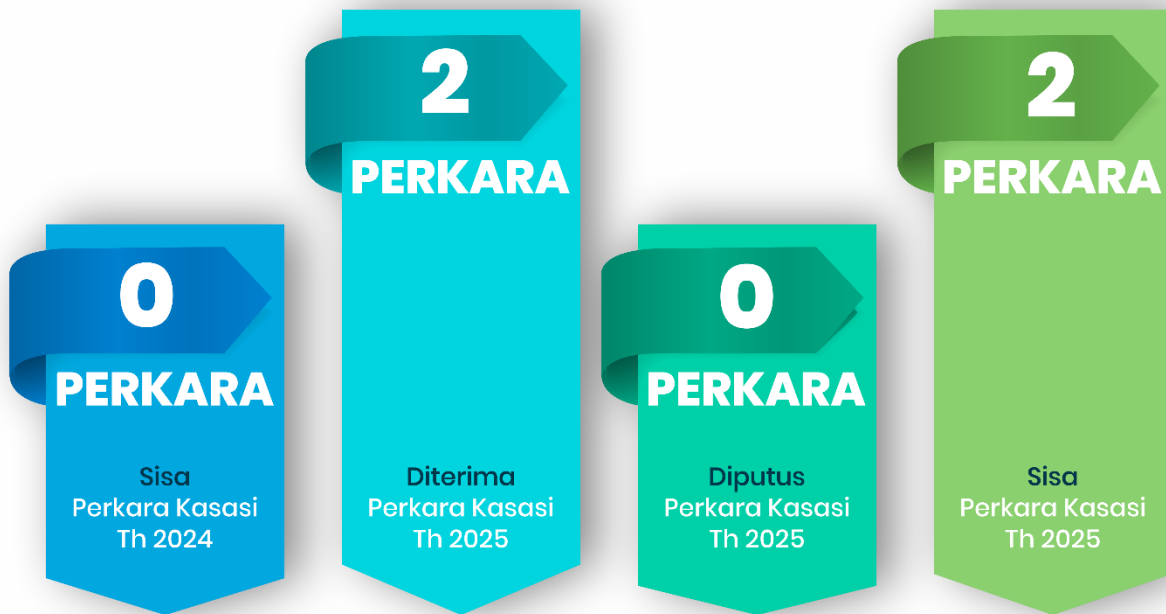 0
PERKARA
Sisa
Perkara Kasasi
Th 2024
2
PERKARA
Diterima
Perkara Kasasi
Th 2025
0
PERKARA
Diputus
Perkara Kasasi
Th 2025
2
PERKARA
Sisa
Perkara Kasasi
Th 2025